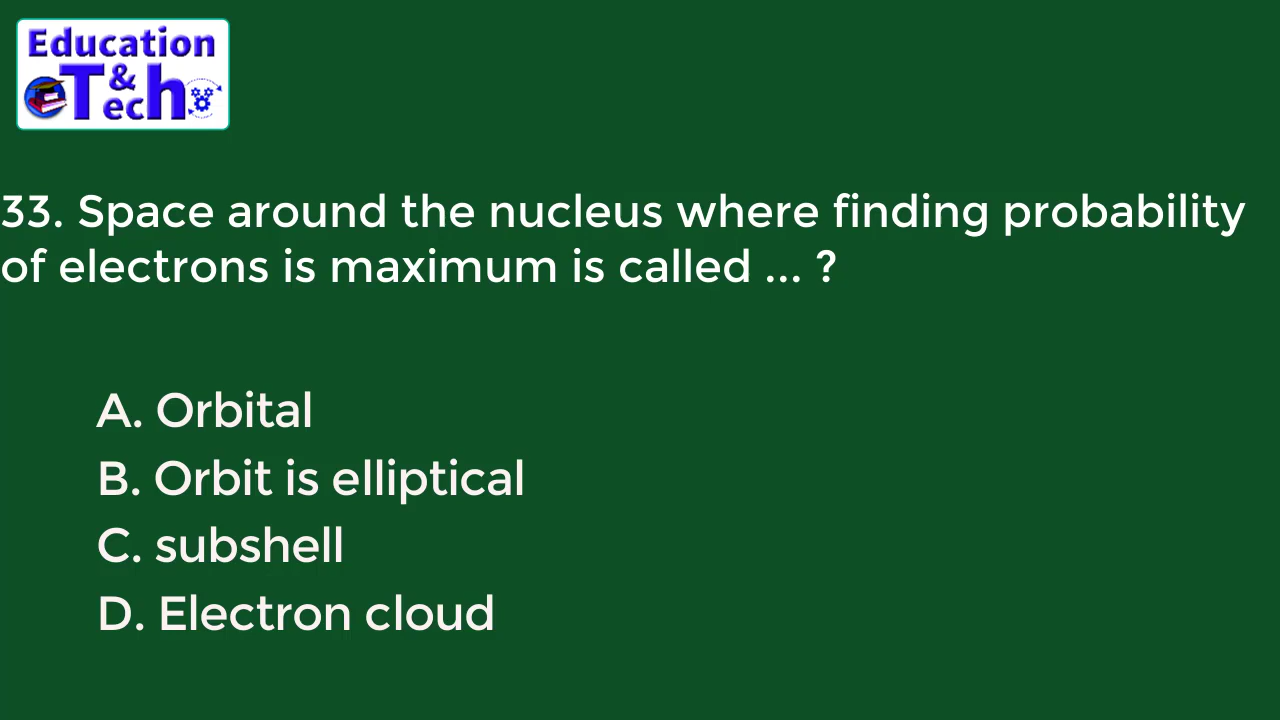 Education
&
Tech
33. Space around the nucleus where finding probability
of electrons is maximum is called ... ?
A. Orbital
B. Orbit is elliptical
C. subshell
D. Electron cloud